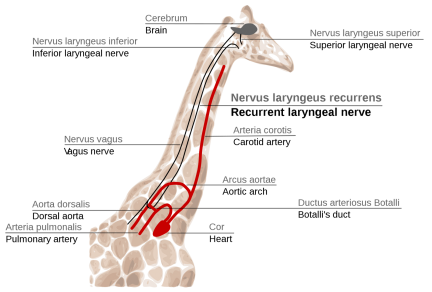 Cerebrum
Brain
Nervus laryngeus superior
Superior laryngeal nerve
Nervus laryngeus inferior
Inferior laryngeal nerve
Nervus laryngeus recurrens
Recurrent laryngeal nerve
Arteria corotis
Carotid artery
Nervus vagus
Vagus nerve
Arcus aortae
Aortic arch
Aorta dorsalis
Dorsal aorta
Ductus arteriosus Botalli
Botalli's duct
Arteria pulmonalis
Pulmonary artery
Cor
Heart